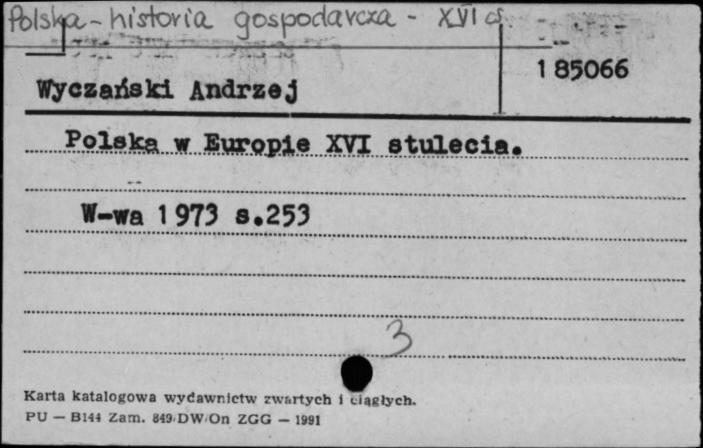 Polska - historia gospodarcza - XVI
185066
Wyczański Andrzej
Polska w Europie XVI stulecia.
W-wa 1973 s.253
3
Karta katalogowa wydawnictw zwartych i ciągłych.
PU — B144 Zam. 849/DW/On ZGG — 1991